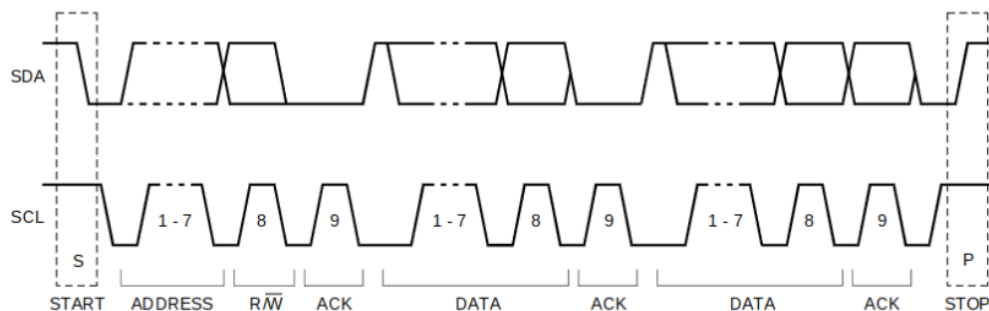 SDA
SCL
1 - 7 8 9 1 - 7 8 9 1 - 7 8 9
S P
START ADDRESS R/W̅ ACK DATA ACK DATA ACK STOP